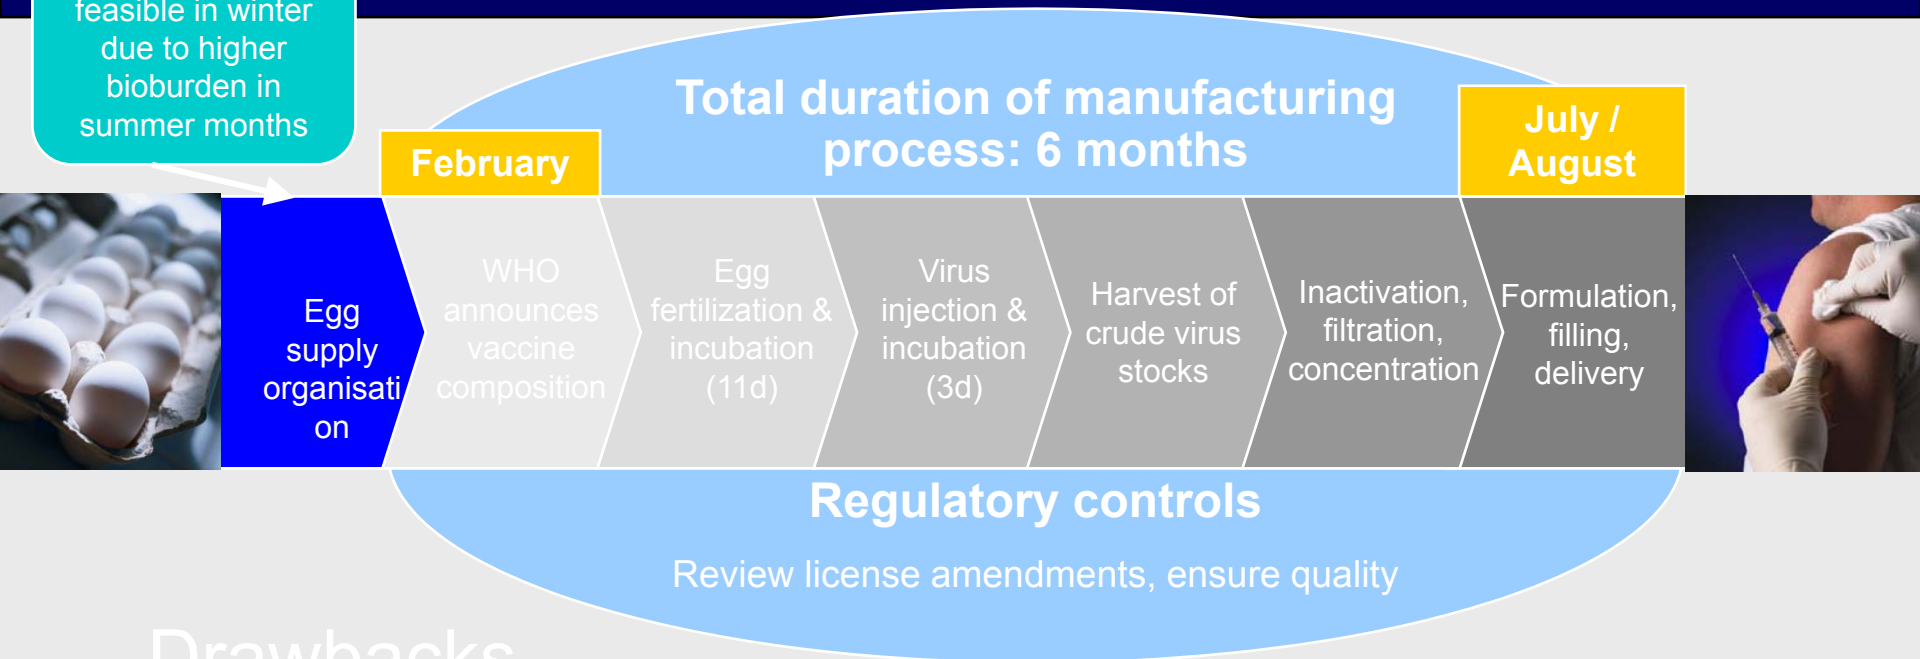 feasible in winter
due to higher
bioburden in
summer months
Total duration of manufacturing
process: 6 months
February
July /
August
Egg
supply
organisati
on
WHO
announces
vaccine
composition
Egg
fertilization &
incubation
(11d)
Virus
injection &
incubation
(3d)
Harvest of
crude virus
stocks
Inactivation,
filtration,
concentration
Formulation,
filling,
delivery
Regulatory controls
Review license amendments, ensure quality
Drawbacks